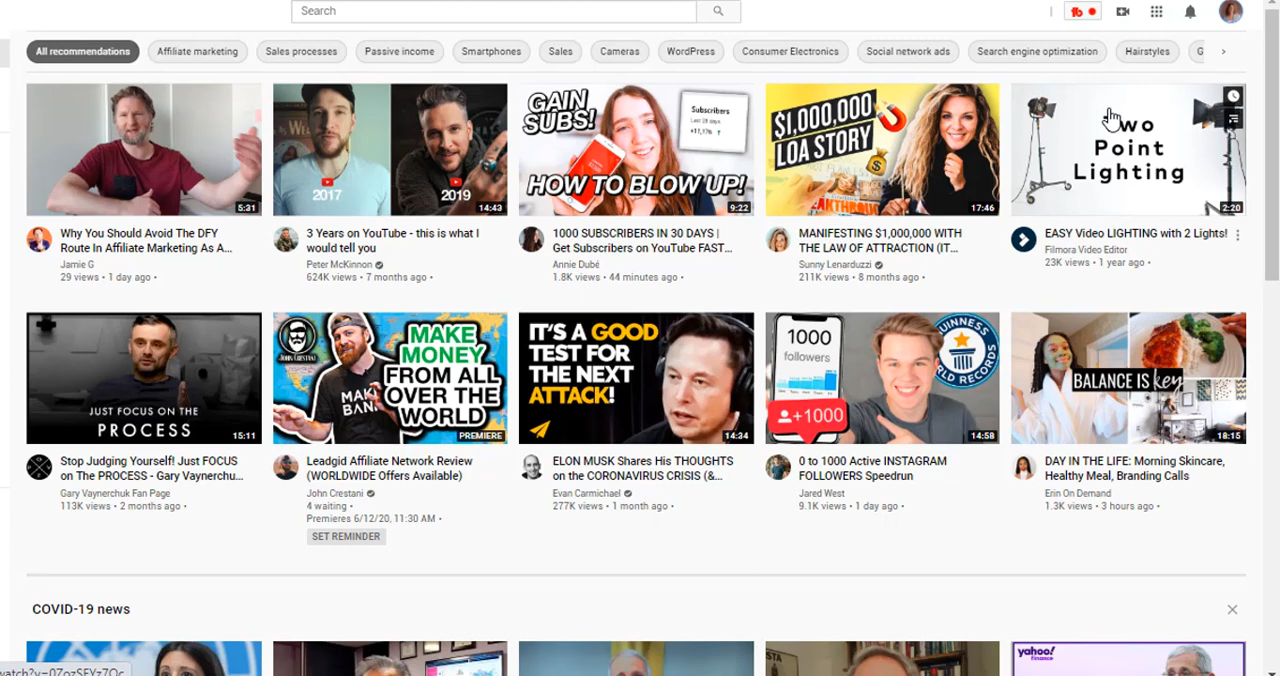 Search
All recommendations
Affiliate marketing
Sales processes
Passive income
Smartphones
Sales
Cameras
WordPress
Consumer Electronics
Social network ads
Search engine optimization
Hairstyles
G
2017
2019
GAIN
SUBS!
Subscribers
Last 28 days
HOW TO BLOW UP!
$1,000,000
LOA STORY
BREAKTHROUGH
wo
Point
Lighting
5:31
14:43
9:22
17:46
2:20
Why You Should Avoid The DFY
Route In Affiliate Marketing As A...
Jamie G
29 views • 1 day ago •
3 Years on YouTube - this is what I
would tell you
Peter McKinnon
624K views • 7 months ago •
1000 SUBSCRIBERS IN 30 DAYS |
Get Subscribers on YouTube FAST...
Annie Dubé
1.8K views • 44 minutes ago •
MANIFESTING $1,000,000 WITH
THE LAW OF ATTRACTION (IT...
Sunny Lenarduzzi
211K views • 8 months ago •
EASY Video LIGHTING with 2 Lights!
Filmora Video Editor
23K views • 1 year ago •
JUST FOCUS ON THE
PROCESS
15:11
JOHN CRESTANI
MAKE
MONEY
FROM ALL
OVER THE
WORLD
PREMIERE
IT'S A GOOD
TEST FOR
THE NEXT
ATTACK!
14:34
1000
followers
+1000
GUINNESS
WORLD RECORDS
14:58
BALANCE IS key
18:15
Stop Judging Yourself! Just FOCUS
on The PROCESS - Gary Vaynerchu...
Gary Vaynerchuk Fan Page
113K views • 2 months ago •
Leadgid Affiliate Network Review
(WORLDWIDE Offers Available)
John Crestani
4 waiting •
Premieres 6/12/20, 11:30 AM •
SET REMINDER
ELON MUSK Shares His THOUGHTS
on the CORONAVIRUS CRISIS (&...
Evan Carmichael
277K views • 1 month ago •
0 to 1000 Active INSTAGRAM
FOLLOWERS Speedrun
Jared West
9.1K views • 1 day ago •
DAY IN THE LIFE: Morning Skincare,
Healthy Meal, Branding Calls
Erin On Demand
1.3K views • 3 hours ago •
COVID-19 news
yahoo!
finance